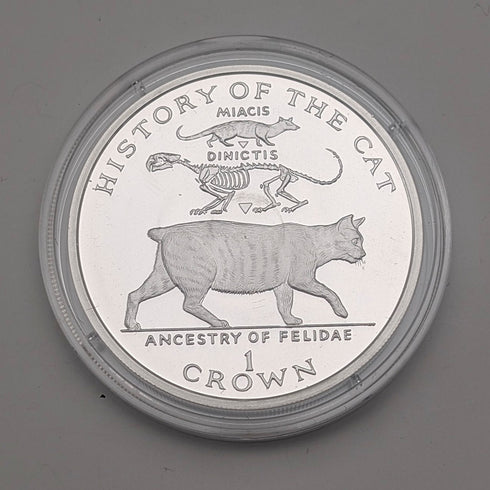 HISTORY OF THE CAT
MIACIS
DINICTIS
ANCESTRY OF FELIDAE
1
CROWN